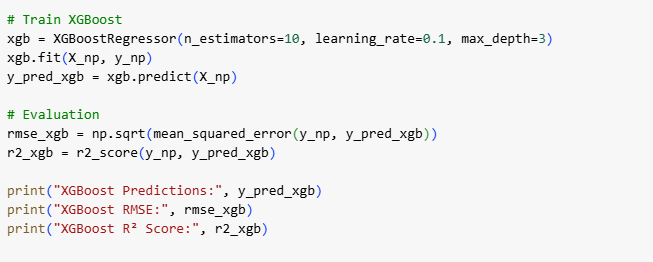 # Train XGBoost
xgb = XGBoostRegressor(n_estimators=10, learning_rate=0.1, max_depth=3)
xgb.fit(X_np, y_np)
y_pred_xgb = xgb.predict(X_np)

# Evaluation
rmse_xgb = np.sqrt(mean_squared_error(y_np, y_pred_xgb))
r2_xgb = r2_score(y_np, y_pred_xgb)

print("XGBoost Predictions:", y_pred_xgb)
print("XGBoost RMSE:", rmse_xgb)
print("XGBoost R² Score:", r2_xgb)